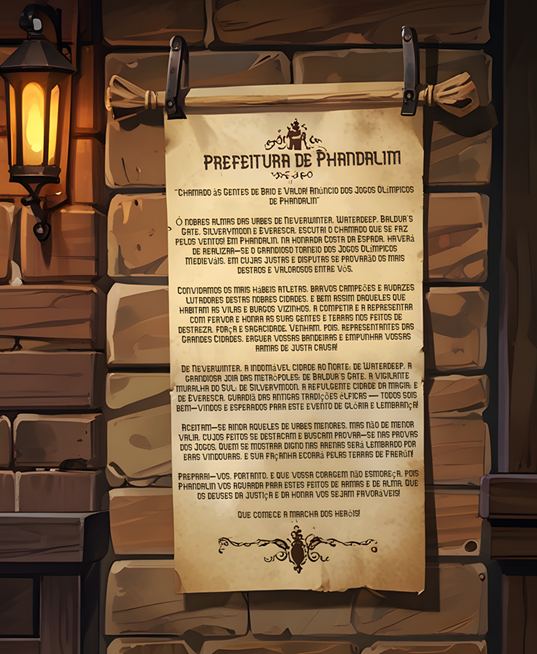 PREFEITURA DE PHANDALIM
"CHAMADO ÀS GENTES DE BRIO E VALOR! ANÚNCIO DOS JOGOS OLÍMPICOS
DE PHANDALIM"
Ó NOBRES ALMAS DAS URBES DE NEVERWINTER, WATERDEEP, BALDUR'S
GATE, SILVERYMOON E EVERESCA, ESCUTAI O CHAMADO QUE SE FAZ
PELOS VENTOS! EM PHANDALIM, NA HONRADA COSTA DA ESPADA, HAVERÁ
DE REALIZAR-SE O GRANDIOSO TORNEIO DOS JOGOS OLÍMPICOS
MEDIEVAIS, EM CUJAS JUSTAS E DISPUTAS SE PROVARÃO OS MAIS
DESTROS E VALOROSOS ENTRE VÓS.
CONVIDAMOS OS MAIS HÁBEIS ATLETAS, BRAVOS CAMPEÕES E AUDAZES
LUTADORES DESTAS NOBRES CIDADES, E BEM ASSIM DAQUELES QUE
HABITAM AS VILAS E BURGOS VIZINHOS, A COMPETIR E A REPRESENTAR
COM FERVOR E HONRA AS SUAS GENTES E TERRAS NOS FEITOS DE
DESTREZA, FORÇA E SAGACIDADE. VENHAM, POIS, REPRESENTANTES DAS
GRANDES CIDADES, ERGUER VOSSAS BANDEIRAS E EMPUNHAR VOSSAS
ARMAS DE JUSTA CAUSA!
DE NEVERWINTER, A INDOMÁVEL CIDADE AO NORTE; DE WATERDEEP, A
GRANDIOSA JOIA DAS METRÓPOLES; DE BALDUR'S GATE, A VIGILANTE
MURALHA DO SUL; DE SILVERYMOON, A REFULGENTE CIDADE DA MAGIA; E
DE EVERESCA, GUARDIÃ DAS ANTIGAS TRADIÇÕES ÉLFICAS — TODOS SOIS
BEM-VINDOS E ESPERADOS PARA ESTE EVENTO DE GLÓRIA E LEMBRANÇA!
ACEITAM-SE AINDA AQUELES DE URBES MENORES, MAS NÃO DE MENOR
VALIA, CUJOS FEITOS SE DESTACAM E BUSCAM PROVAR-SE NAS PROVAS
DOS JOGOS. QUEM SE MOSTRAR DIGNO NAS ARENAS SERÁ LEMBRADO POR
ERAS VINDOURAS, E SUA FAÇANHA ECOARÁ PELAS TERRAS DE FAERÛN!
PREPARAI-VOS, PORTANTO, E QUE VOSSA CORAGEM NÃO ESMOREÇA, POIS
PHANDALIM VOS AGUARDA PARA ESTES FEITOS DE ARMAS E DE ALMA. QUE
OS DEUSES DA JUSTIÇA E DA HONRA VOS SEJAM FAVORÁVEIS!
QUE COMECE A MARCHA DOS HERÓIS!